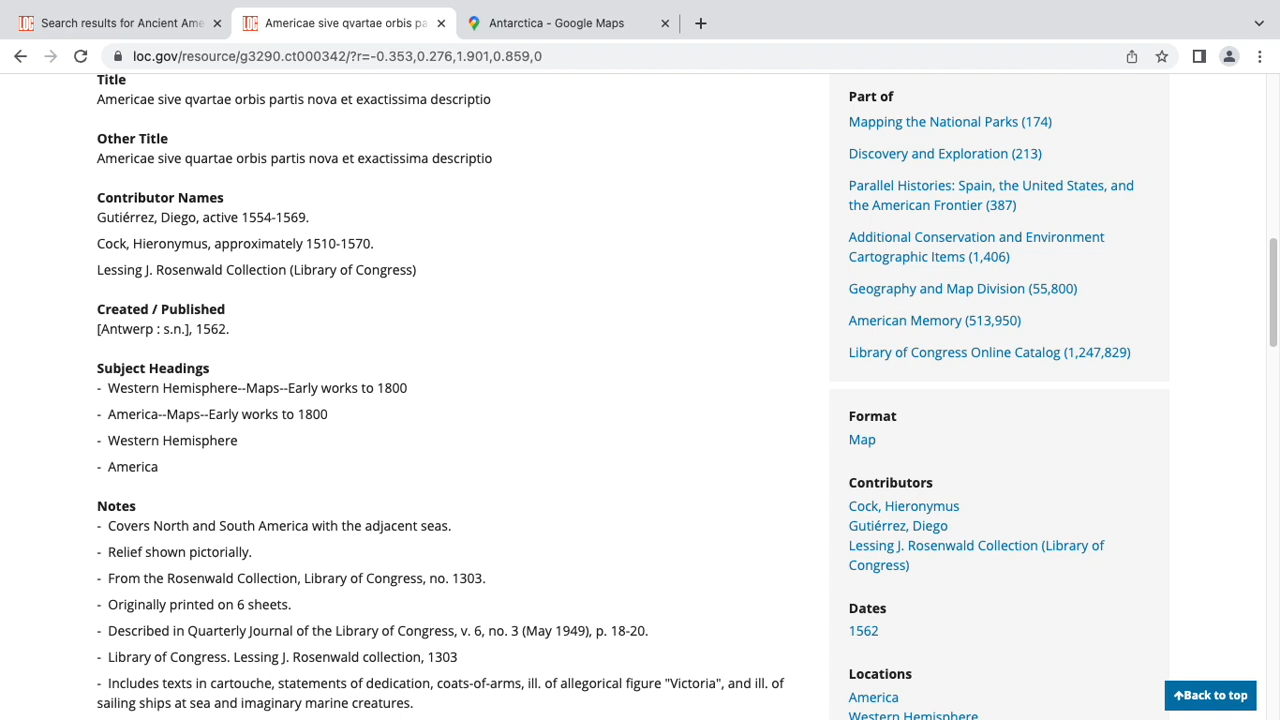 Search results for Ancient Ame
Americae sive qvartae orbis pa
Antarctica - Google Maps
loc.gov/resource/g3290.ct000342/?r=-0.353,0.276,1.901,0.859,0
Title
Americae sive qvartae orbis partis nova et exactissima descriptio
Other Title
Americae sive quartae orbis partis nova et exactissima descriptio
Contributor Names
Gutiérrez, Diego, active 1554-1569.
Cock, Hieronymus, approximately 1510-1570.
Lessing J. Rosenwald Collection (Library of Congress)
Created / Published
[Antwerp : s.n.], 1562.
Subject Headings
- Western Hemisphere--Maps--Early works to 1800
- America--Maps--Early works to 1800
- Western Hemisphere
- America
Notes
- Covers North and South America with the adjacent seas.
- Relief shown pictorially.
- From the Rosenwald Collection, Library of Congress, no. 1303.
- Originally printed on 6 sheets.
- Described in Quarterly Journal of the Library of Congress, v. 6, no. 3 (May 1949), p. 18-20.
- Library of Congress. Lessing J. Rosenwald collection, 1303
- Includes texts in cartouche, statements of dedication, coats-of-arms, ill. of allegorical figure "Victoria", and ill. of
sailing ships at sea and imaginary marine creatures.
Part of
Mapping the National Parks (174)
Discovery and Exploration (213)
Parallel Histories: Spain, the United States, and
the American Frontier (387)
Additional Conservation and Environment
Cartographic Items (1,406)
Geography and Map Division (55,800)
American Memory (513,950)
Library of Congress Online Catalog (1,247,829)
Format
Map
Contributors
Cock, Hieronymus
Gutiérrez, Diego
Lessing J. Rosenwald Collection (Library of
Congress)
Dates
1562
Locations
America
Western Hemisphere
Back to top